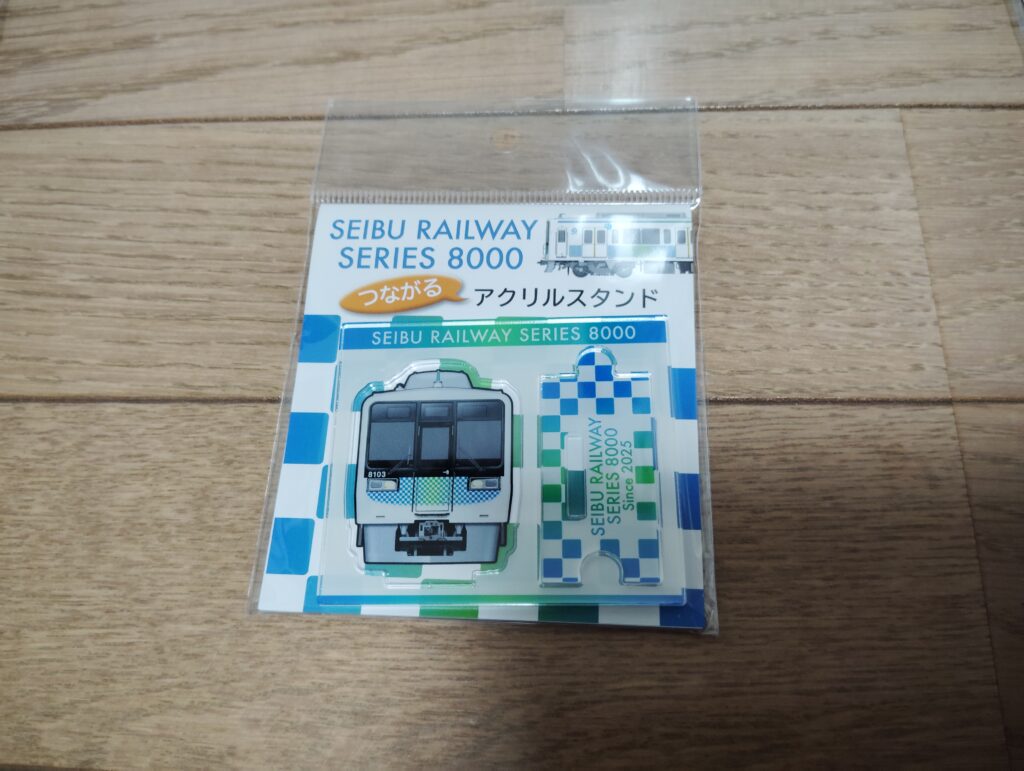 SEIBU RAILWAY
SERIES 8000
つながる
アクリルスタンド
SEIBU RAILWAY SERIES 8000
8103
SEIBU RAILWAY
SERIES 8000
Since 2025